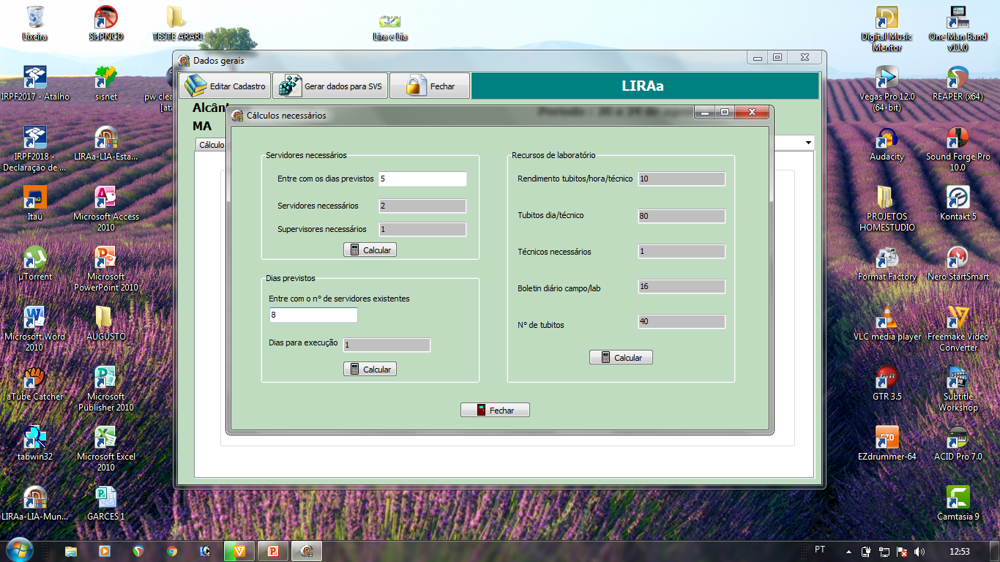 Lixeira
SisPNCD
TESTE ARARI
Lira e Lia
Digital Music
Mentor
One Man Band
v11.0
IRPF2017 - Atalho
sisnet
pw clea
[ata
Vegas Pro 12.0
(64-bit)
REAPER (x64)
IRPF2018 -
Declaração de ...
LIRAa-LIA-Esta...
Audacity
Sound Forge Pro
10.0
Itaú
Microsoft Access
2010
PROJETOS
HOMESTUDIO
Kontakt 5
µTorrent
Microsoft
PowerPoint 2010
Format Factory
Nero StartSmart
Microsoft Word
2010
AUGUSTO
VLC media player
Freemake Video
Converter
aTube Catcher
Microsoft
Publisher 2010
GTR 3.5
Subtitle
Workshop
tabwin32
Microsoft Excel
2010
EZdrummer-64
ACID Pro 7.0
LIRAa-LIA-Mun...
GARCES 1
Camtasia 9
Dados gerais
Editar Cadastro
Gerar dados para SVS
Fechar
LIRAa
Alcânt
MA
Cálculo
Cálculos necessários
Servidores necessários
Entre com os dias previstos 5
Servidores necessários 2
Supervisores necessários 1
Calcular
Dias previstos
Entre com o nº de servidores existentes
8
Dias para execução 1
Calcular
Recursos de laboratório
Rendimento tubitos/hora/técnico 10
Tubitos dia/técnico 80
Técnicos necessários 1
Boletin diário campo/lab 16
Nº de tubitos 40
Calcular
Fechar
PT
12:53